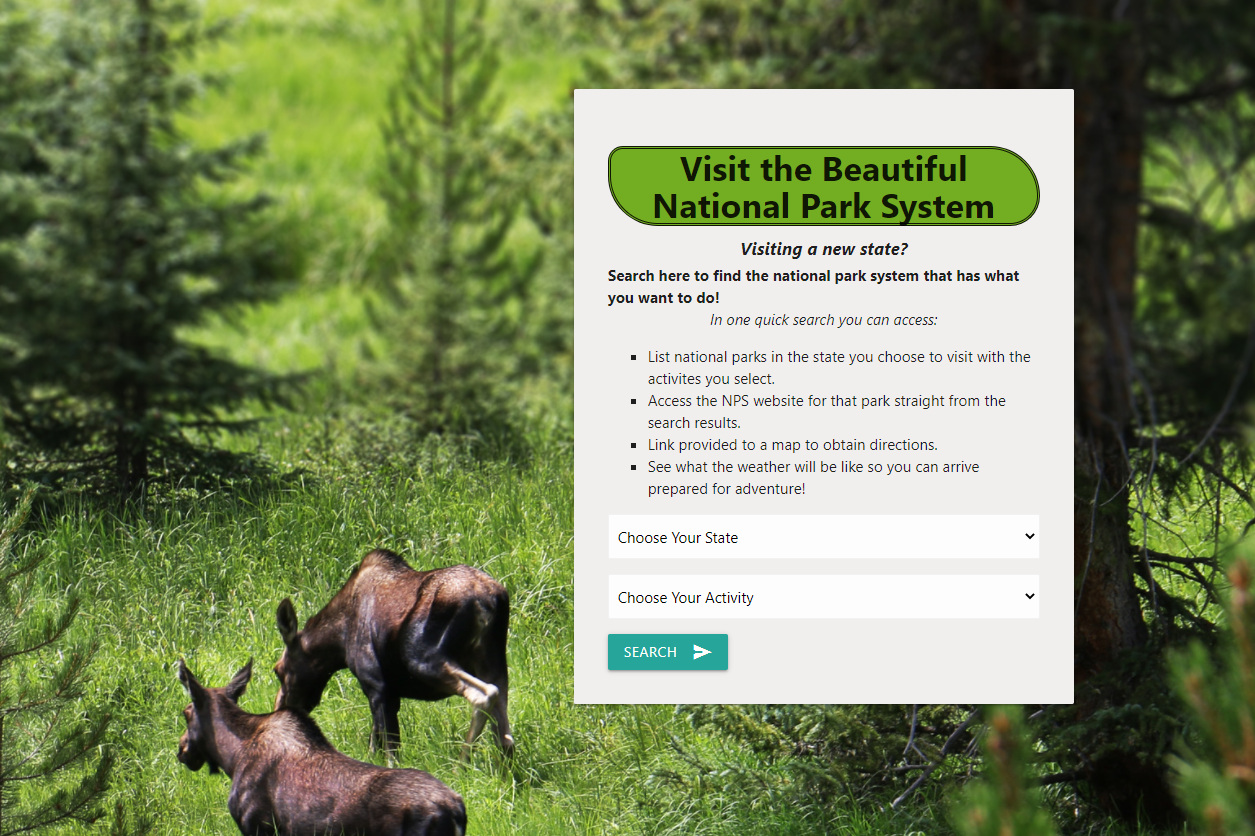 Visit the Beautiful
National Park System
Visiting a new state?
Search here to find the national park system that has what
you want to do!
In one quick search you can access:
List national parks in the state you choose to visit with the
activites you select.
Access the NPS website for that park straight from the
search results.
Link provided to a map to obtain directions.
See what the weather will be like so you can arrive
prepared for adventure!
Choose Your State
Choose Your Activity
SEARCH